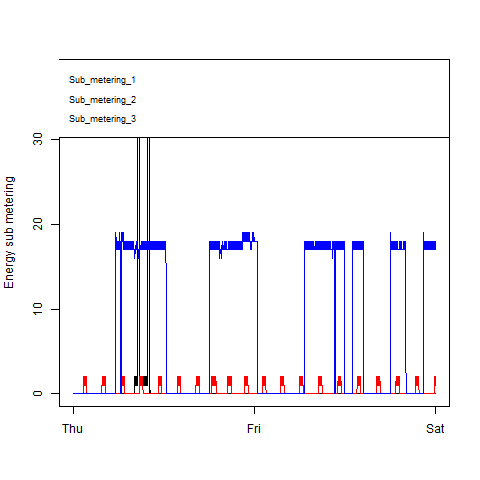 Sub_metering_1
Sub_metering_2
Sub_metering_3
Energy sub metering
30
20
10
0
Thu
Fri
Sat